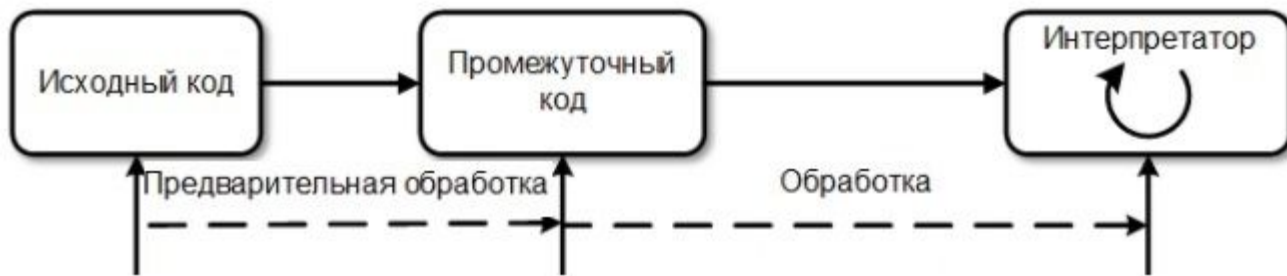 Исходный код
Промежуточный
код
Интерпретатор
Предварительная обработка
Обработка